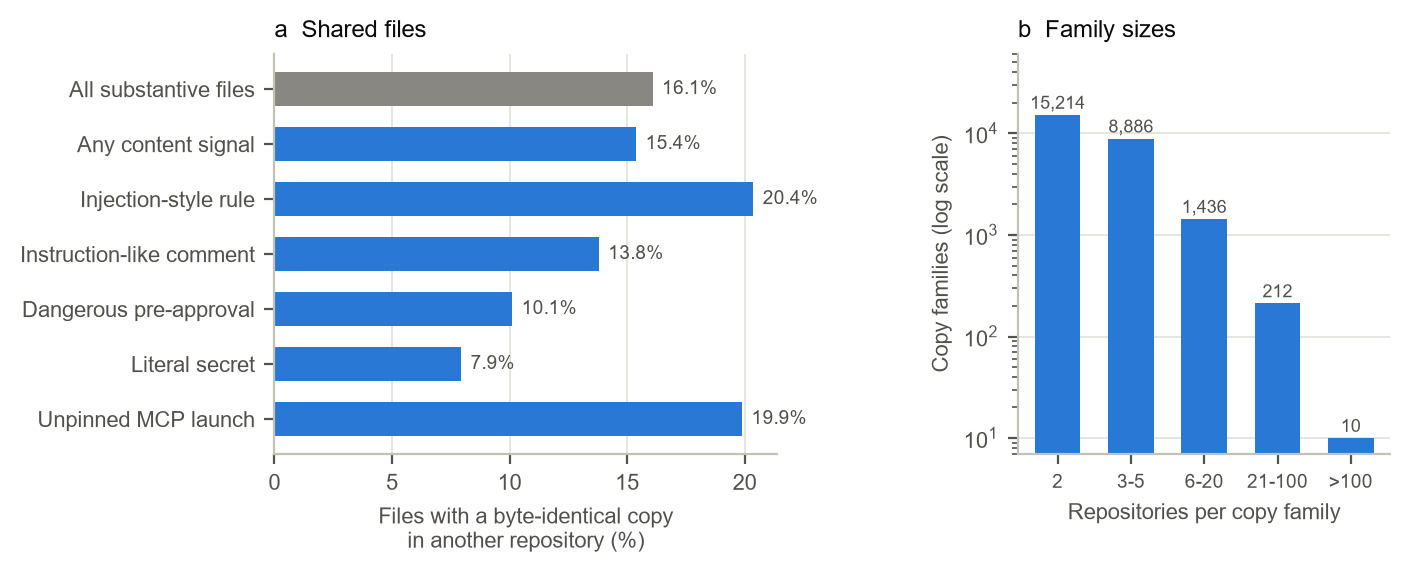 a Shared files
All substantive files
16.1%
Any content signal
15.4%
Injection-style rule
20.4%
Instruction-like comment
13.8%
Dangerous pre-approval
10.1%
Literal secret
7.9%
Unpinned MCP launch
19.9%
0 5 10 15 20
Files with a byte-identical copy
in another repository (%)
b Family sizes
Copy families (log scale)
10⁴
10³
10²
10¹
15,214
8,886
1,436
212
10
2 3-5 6-20 21-100 >100
Repositories per copy family